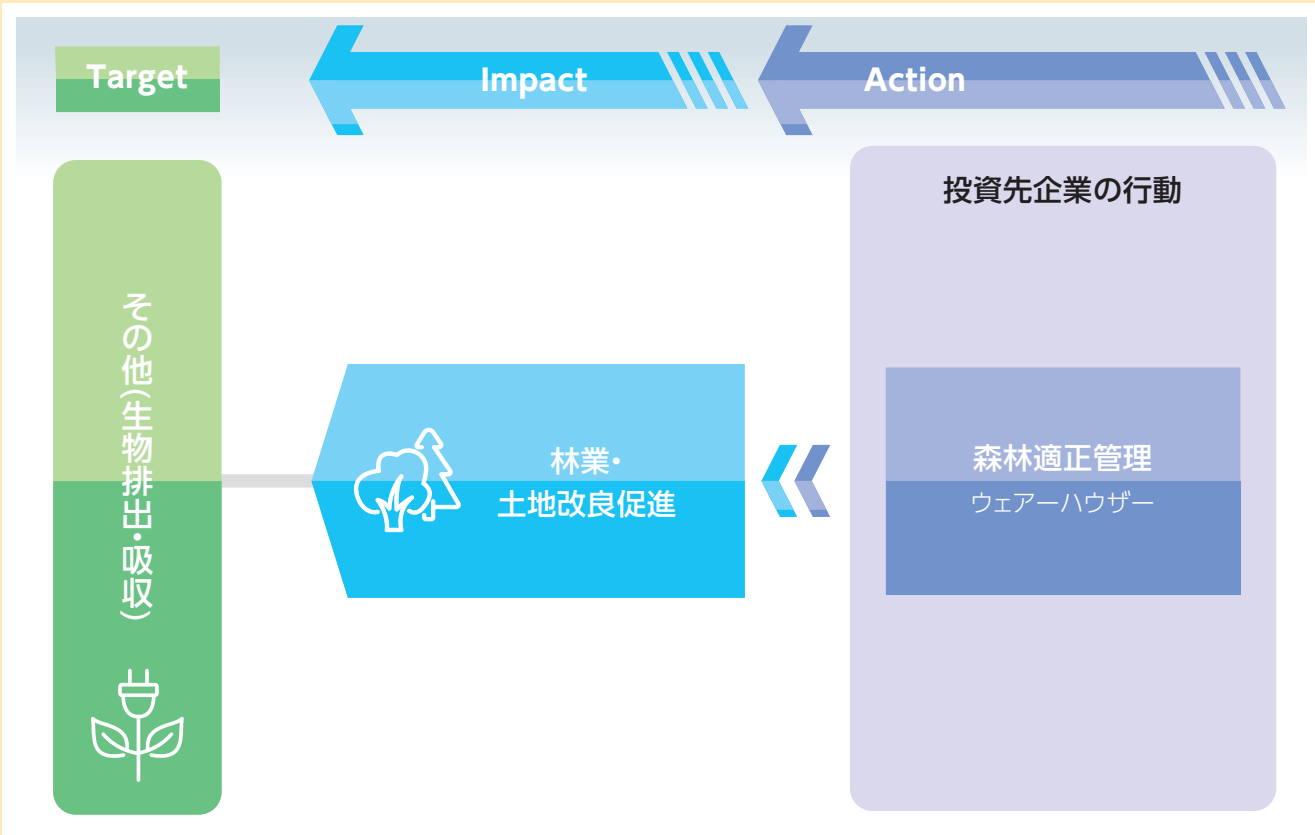 Target
Impact
Action
投資先企業の行動
その他(生物排出・吸収)
林業・
土地改良促進
森林適正管理
ウェアーハウザー